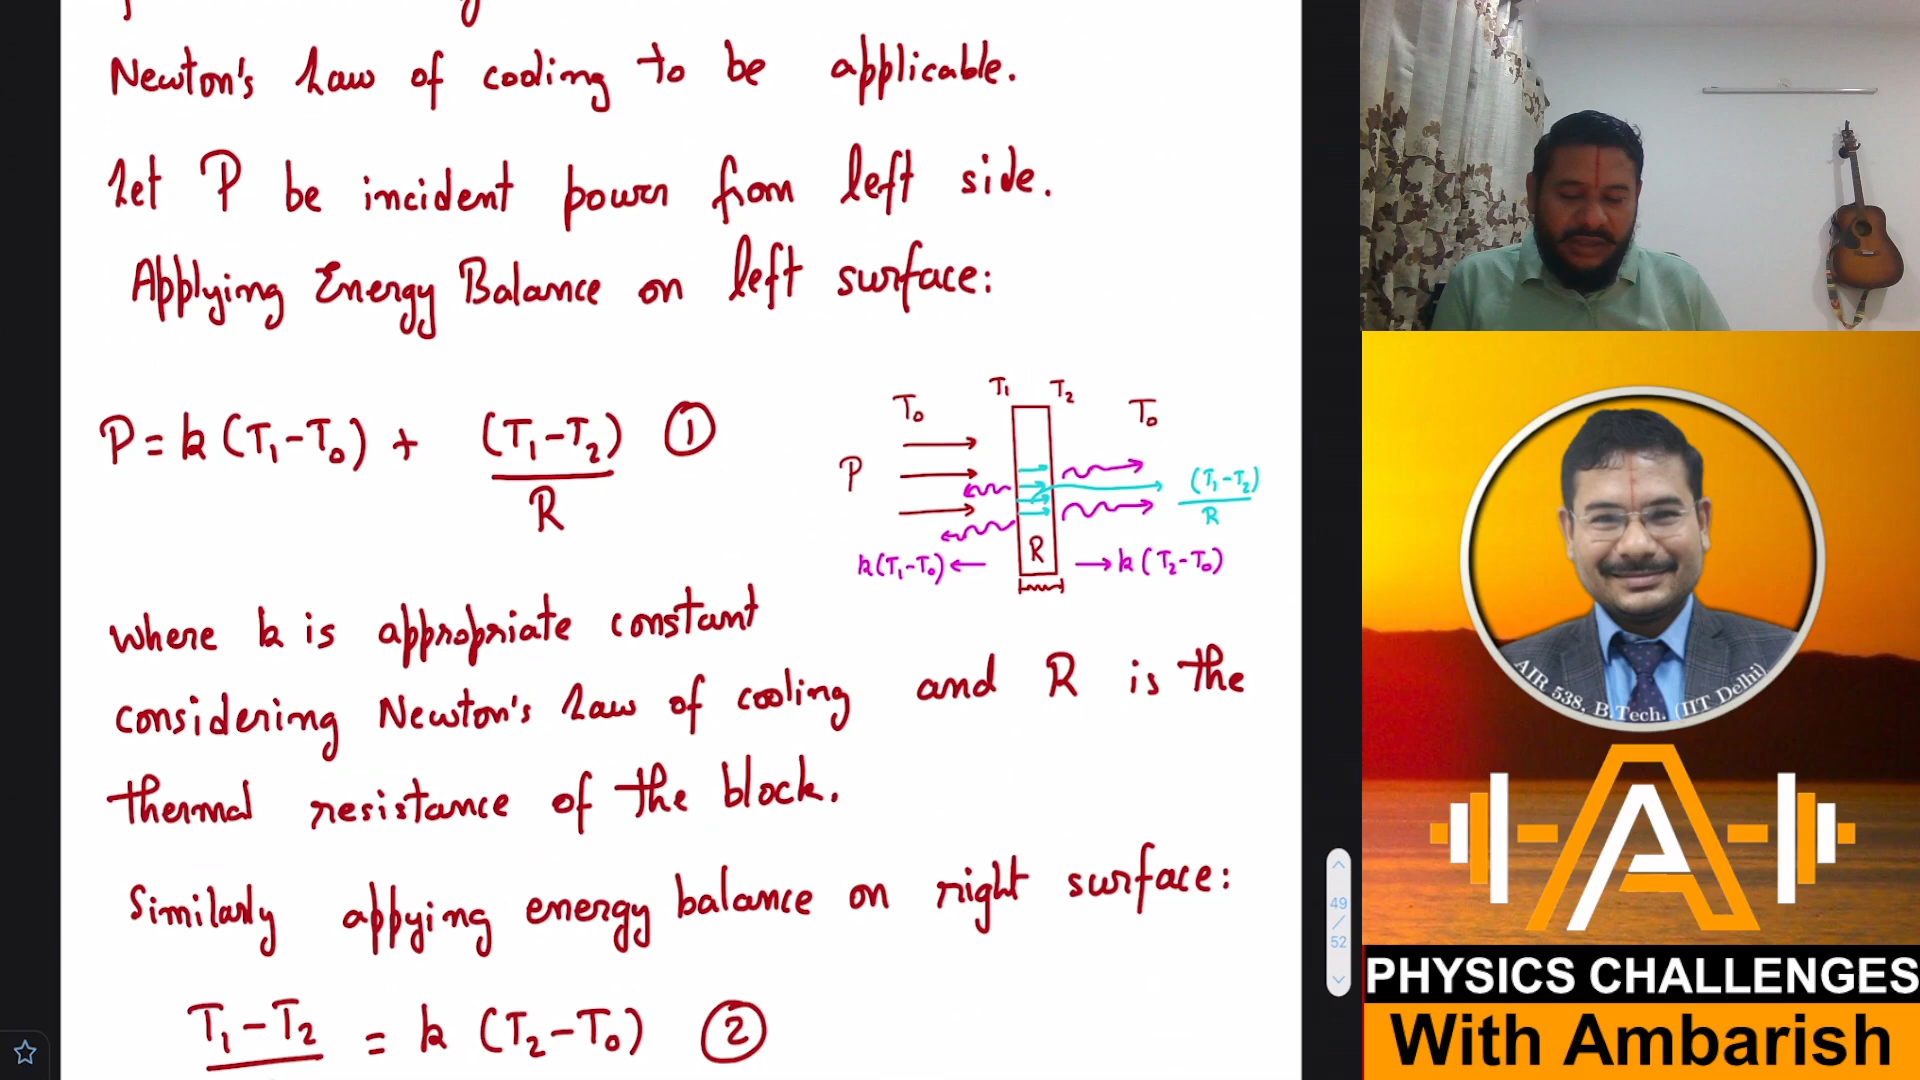 Newton's Law of cooling to be applicable.
Let P be incident power from left side.
Applying Energy Balance on left surface:
P = k (T₁-T₀) + (T₁-T₂) ①
R
T₀ T₁ T₂ T₀
P
(T₁-T₂)
R
R
k(T₁-T₀) ← → k (T₂-T₀)
where k is appropriate constant
considering Newton's Law of cooling and R is the
thermal resistance of the block.
Similarly appying energy balance on right surface:
T₁-T₂ = k (T₂-T₀) ②
49
/
52
AIR 538, B.Tech. (IIT Delhi)
A
PHYSICS CHALLENGES
With Ambarish